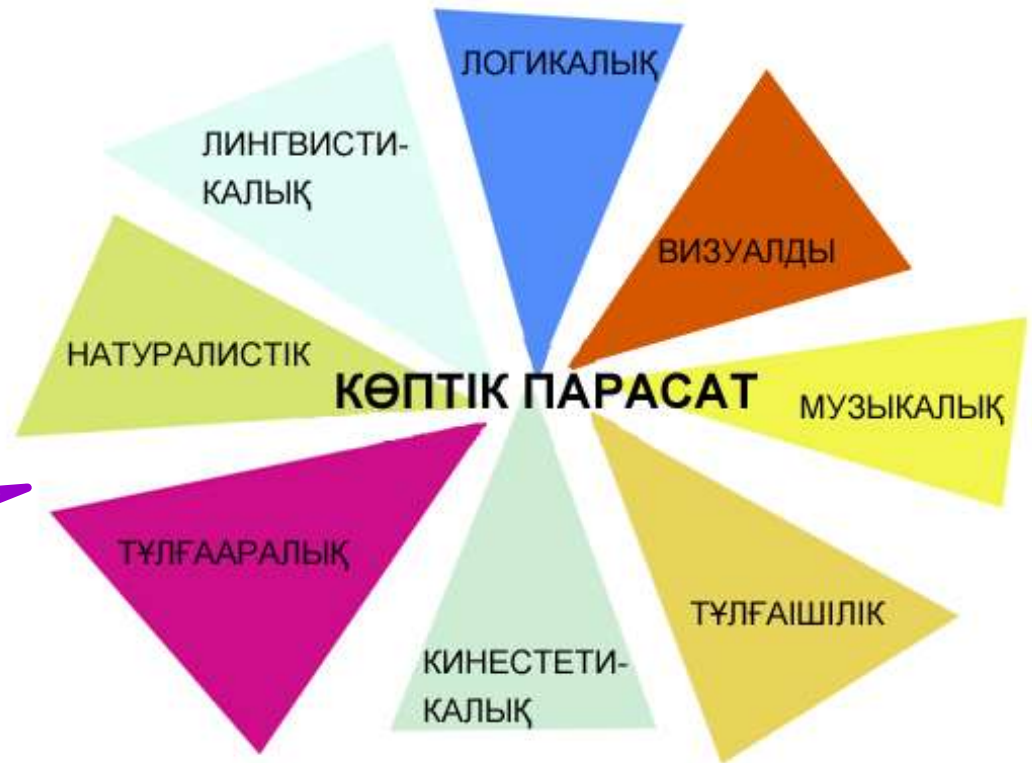 ЛОГИКАЛЫҚ
ЛИНГВИСТИ-
КАЛЫҚ
ВИЗУАЛДЫ
НАТУРАЛИСТІК
КӨПТІК ПАРАСАТ
МУЗЫКАЛЫҚ
ТҰЛҒААРАЛЫҚ
ТҰЛҒАІШІЛІК
КИНЕСТЕТИ-
КАЛЫҚ